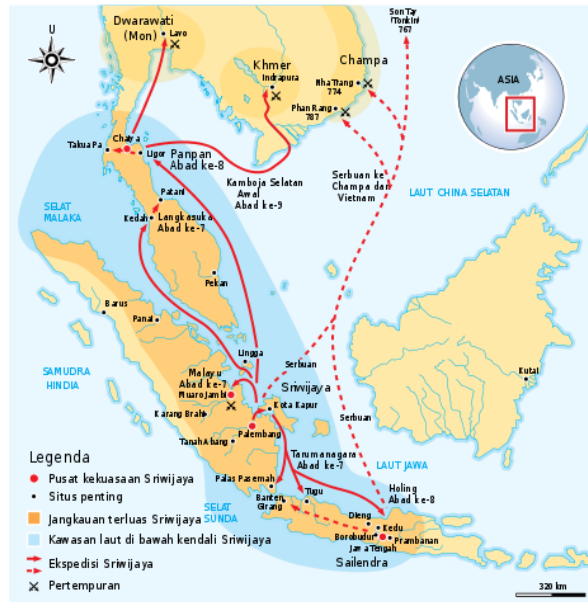 Dwarawati
(Mon)
Lavo
U
Son Tay
(Tonkin)
767
Khmer
Indrapura
Champa
Nha Trang
774
Phan Rang
787
ASIA
Chaiya
Takua Pa
Ligor
Panpan
Abad ke-8
Kamboja Selatan
Awal
Abad ke-9
Serbuan ke
Champa dan
Vietnam
LAUT CHINA SELATAN
SELAT
MALAKA
Patani
Kedah
Langkasuka
Abad ke-7
Pekan
Barus
Panai
Lingga
Serbuan
SAMUDRA
HINDIA
Malayu
Abad ke-7
Muaro Jambi
Sriwijaya
Kota Kapur
Kutai
Karang Brahi
Palembang
Serbuan
Tanah Abang
Tarumanagara
Abad ke-7
LAUT JAWA
Palas Pasemah
Holing
Abad ke-8
SELAT
SUNDA
Banten
Girang
Tugu
Dieng
Kedu
Borobudur
Prambanan
Jawa Tengah
Sailendra
Legenda
Pusat kekuasaan Sriwijaya
Situs penting
Jangkauan terluas Sriwijaya
Kawasan laut di bawah kendali Sriwijaya
Ekspedisi Sriwijaya
Pertempuran
320 km